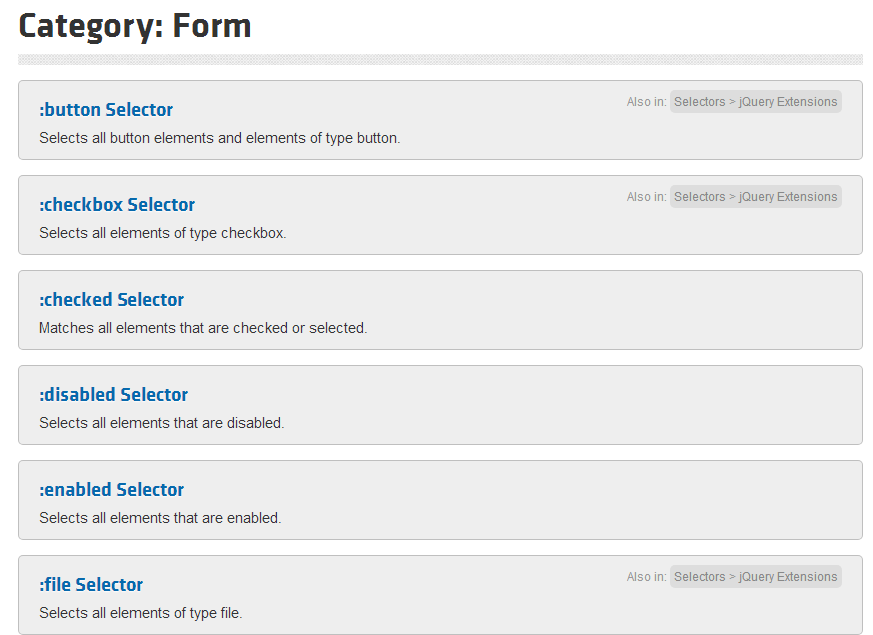 Category: Form
:button Selector
Also in: Selectors > jQuery Extensions
Selects all button elements and elements of type button.
:checkbox Selector
Also in: Selectors > jQuery Extensions
Selects all elements of type checkbox.
:checked Selector
Matches all elements that are checked or selected.
:disabled Selector
Selects all elements that are disabled.
:enabled Selector
Selects all elements that are enabled.
:file Selector
Also in: Selectors > jQuery Extensions
Selects all elements of type file.